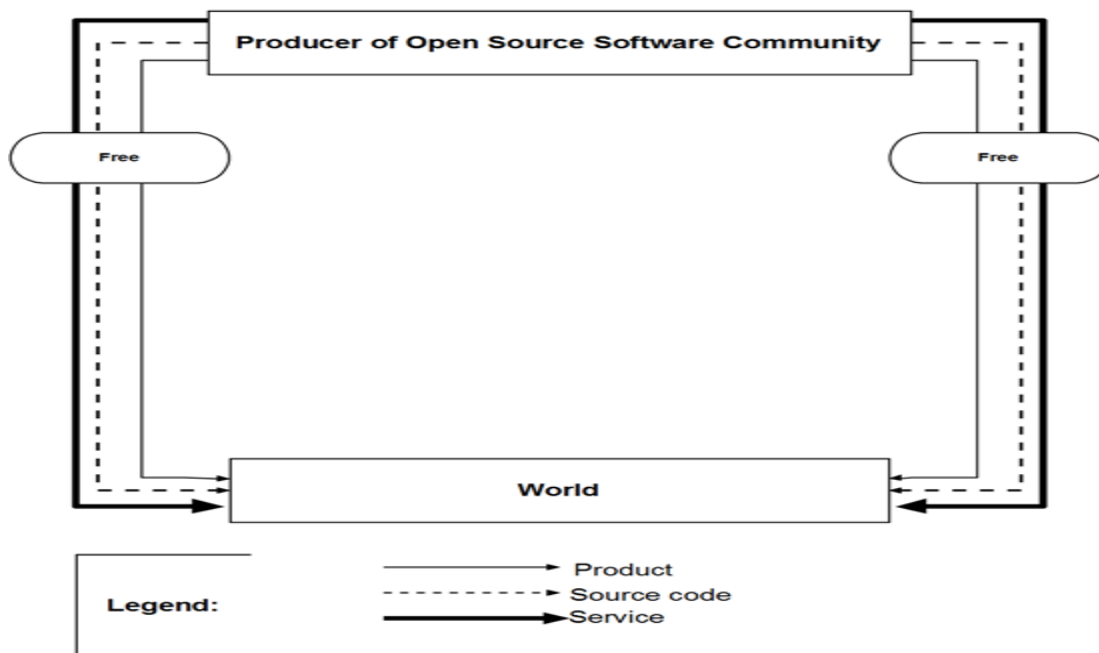 Producer of Open Source Software Community
Free
Free
World
Legend:
Product
Source code
Service